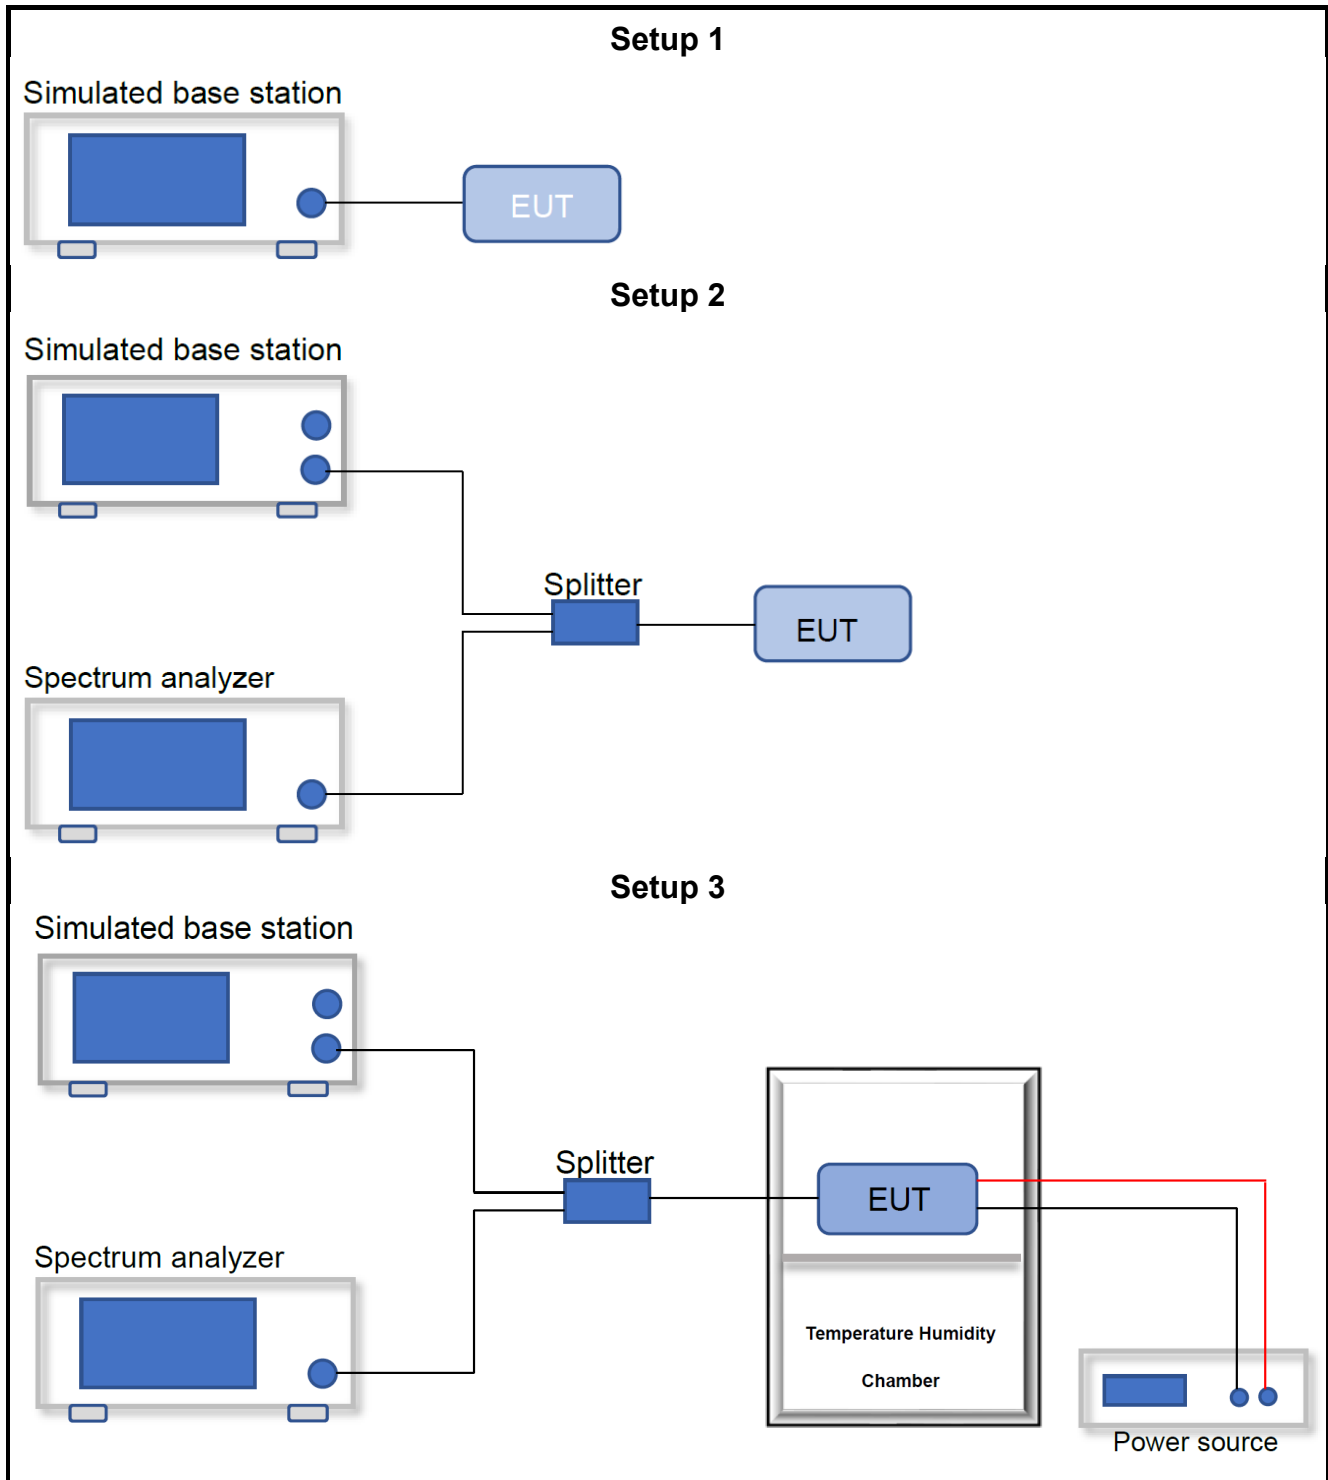 Setup 1
Simulated base station
EUT
Setup 2
Simulated base station
Splitter
EUT
Spectrum analyzer
Setup 3
Simulated base station
Splitter
EUT
Spectrum analyzer
Temperature Humidity
Chamber
Power source